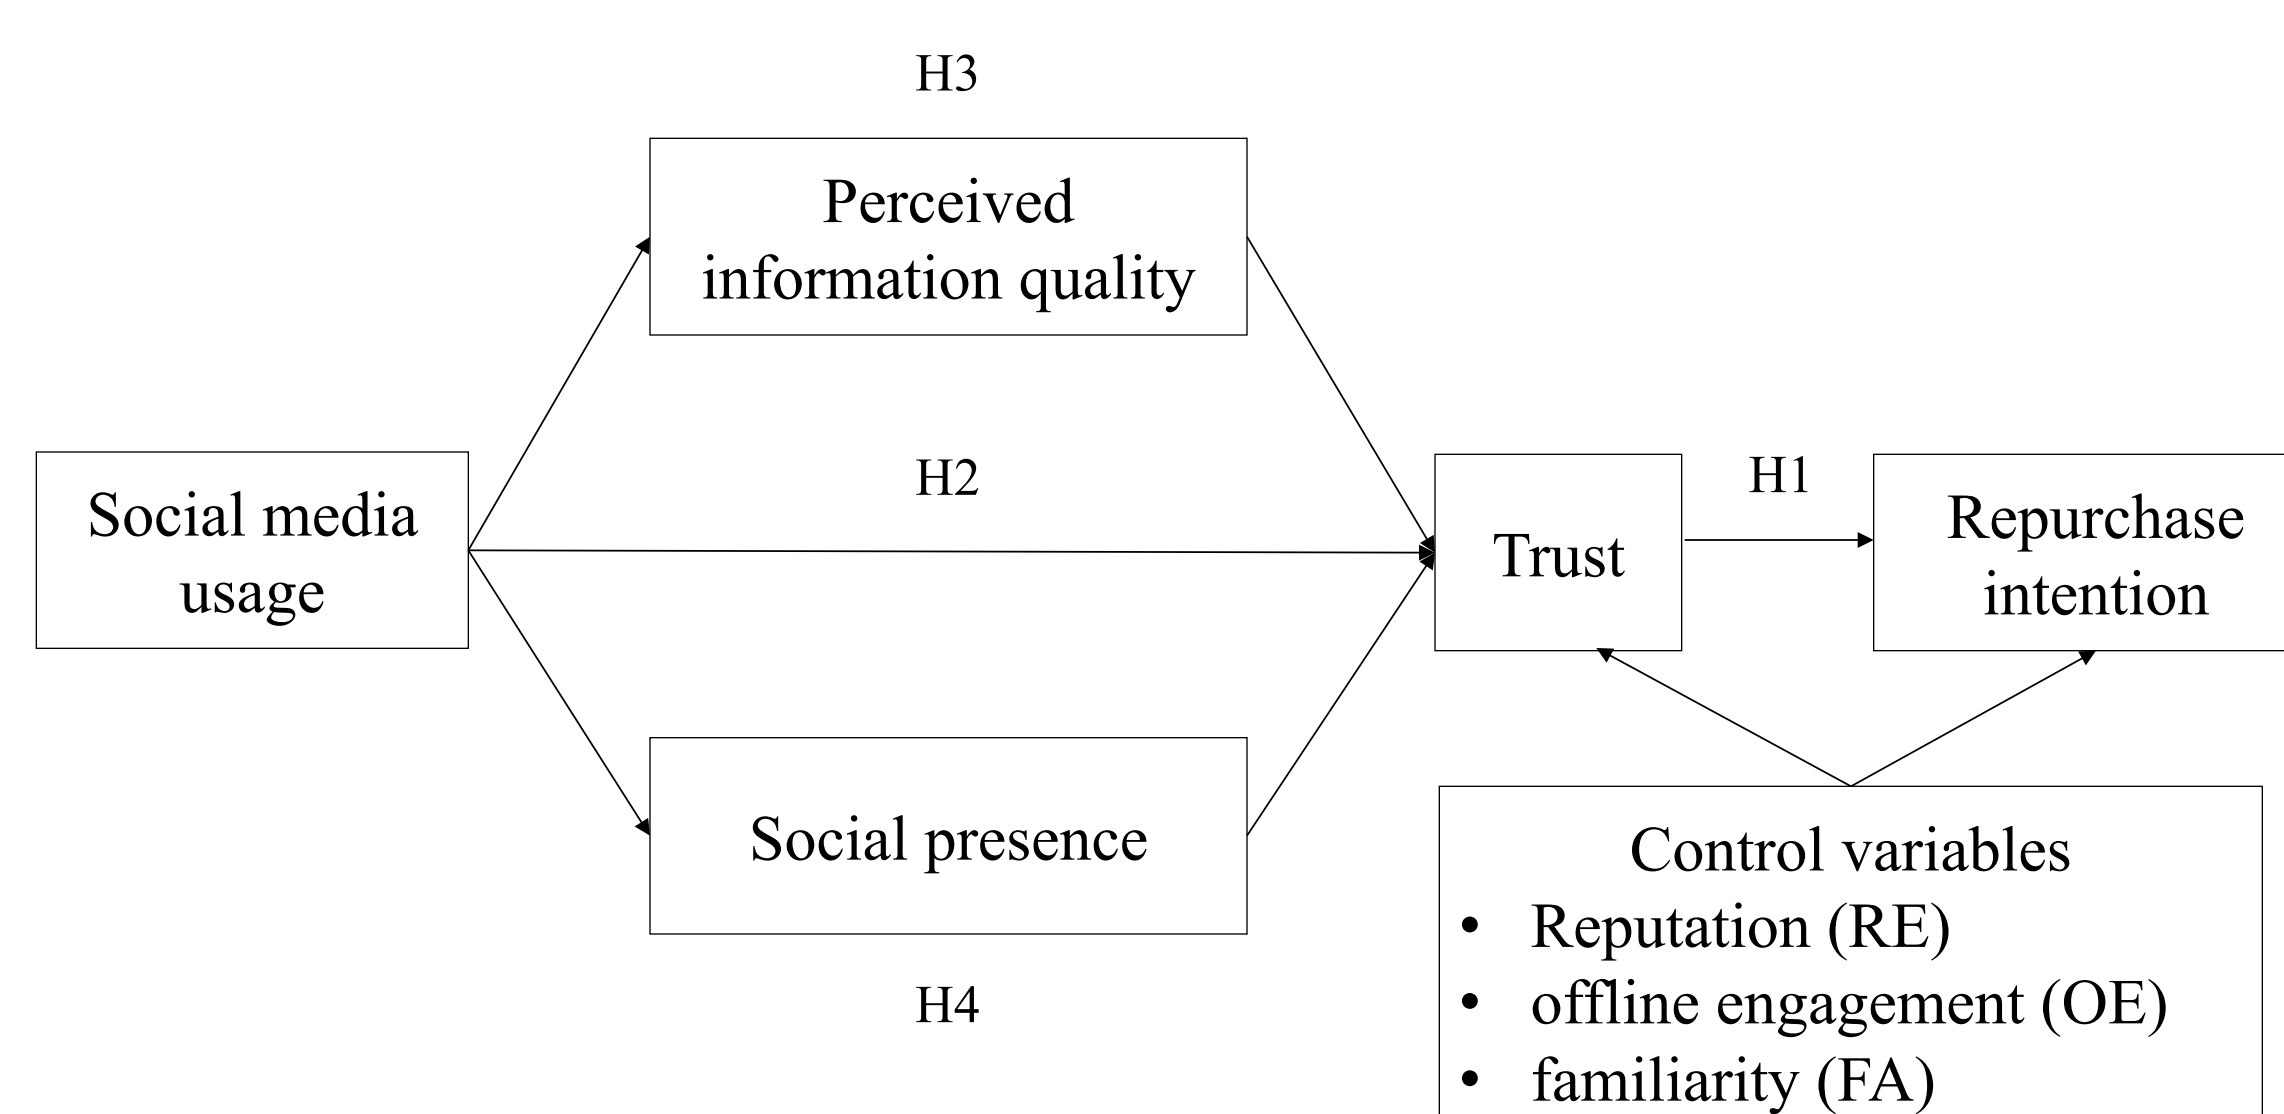 H3
Perceived
information quality
H2
Social media
usage
Trust
H1
Repurchase
intention
Social presence
H4
Control variables
• Reputation (RE)
• offline engagement (OE)
• familiarity (FA)